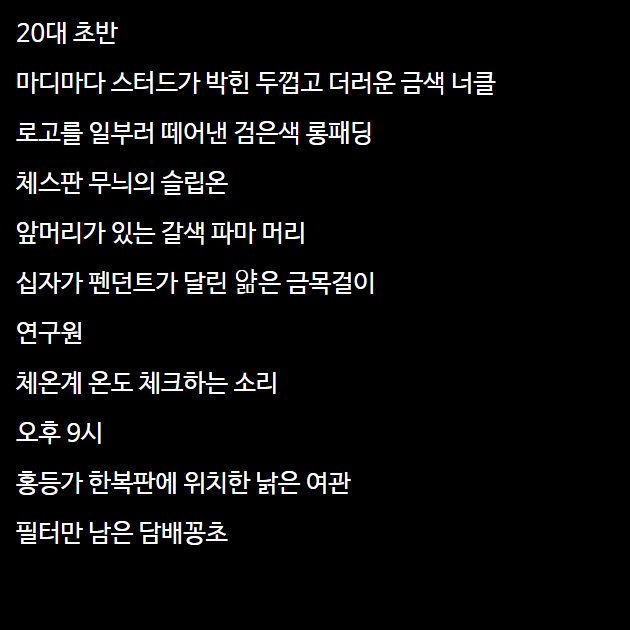 20대 초반
마디마다 스터드가 박힌 두껍고 더러운 금색 너클
로고를 일부러 떼어낸 검은색 롱패딩
체스판 무늬의 슬립온
앞머리가 있는 갈색 파마 머리
십자가 펜던트가 달린 얇은 금목걸이
연구원
체온계 온도 체크하는 소리
오후 9시
홍등가 한복판에 위치한 낡은 여관
필터만 남은 담배꽁초